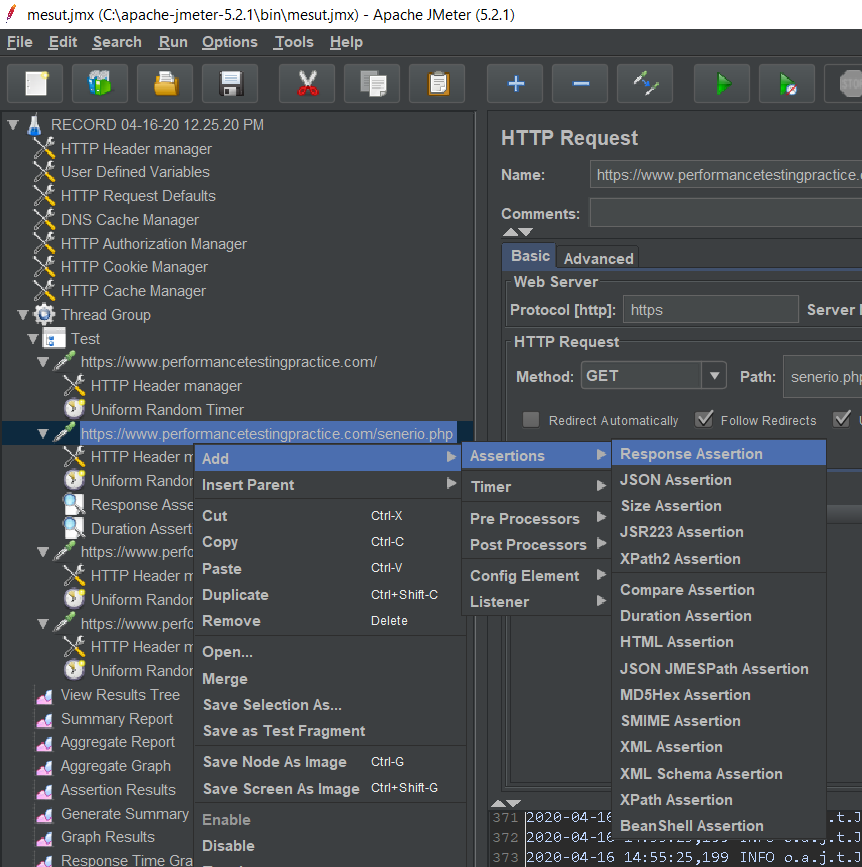 mesut.jmx (C:\apache-jmeter-5.2.1\bin\mesut.jmx) - Apache JMeter (5.2.1)
File Edit Search Run Options Tools Help
RECORD 04-16-20 12.25.20 PM
HTTP Header manager
User Defined Variables
HTTP Request Defaults
DNS Cache Manager
HTTP Authorization Manager
HTTP Cookie Manager
HTTP Cache Manager
Thread Group
Test
https://www.performancetestingpractice.com/
HTTP Header manager
Uniform Random Timer
https://www.performancetestingpractice.com/senerio.php
HTTP Header m
Uniform Randor
Response Asse
Duration Assert
https://www.perfo
HTTP Header m
Uniform Randor
https://www.perfo
HTTP Header m
Uniform Randor
View Results Tree
Summary Report
Aggregate Report
Aggregate Graph
Assertion Results
Generate Summary
Graph Results
Response Time Gra
Add
Insert Parent
Cut Ctrl-X
Copy Ctrl-C
Paste Ctrl-V
Duplicate Ctrl+Shift-C
Remove Delete
Open...
Merge
Save Selection As...
Save as Test Fragment
Save Node As Image Ctrl-G
Save Screen As Image Ctrl+Shift-G
Enable
Disable
Assertions
Timer
Pre Processors
Post Processors
Config Element
Listener
Response Assertion
JSON Assertion
Size Assertion
JSR223 Assertion
XPath2 Assertion
Compare Assertion
Duration Assertion
HTML Assertion
JSON JMESPath Assertion
MD5Hex Assertion
SMIME Assertion
XML Assertion
XML Schema Assertion
XPath Assertion
BeanShell Assertion
HTTP Request
Name: https://www.performancetestingpractice.
Comments:
Basic Advanced
Web Server
Protocol [http]: https Server
HTTP Request
Method: GET Path: senerio.php
Redirect Automatically Follow Redirects
371 2020-04-16 j.t.J
372 2020-04-16
373 2020-04-16 14:55:25,199 INFO o.a.j.t.J